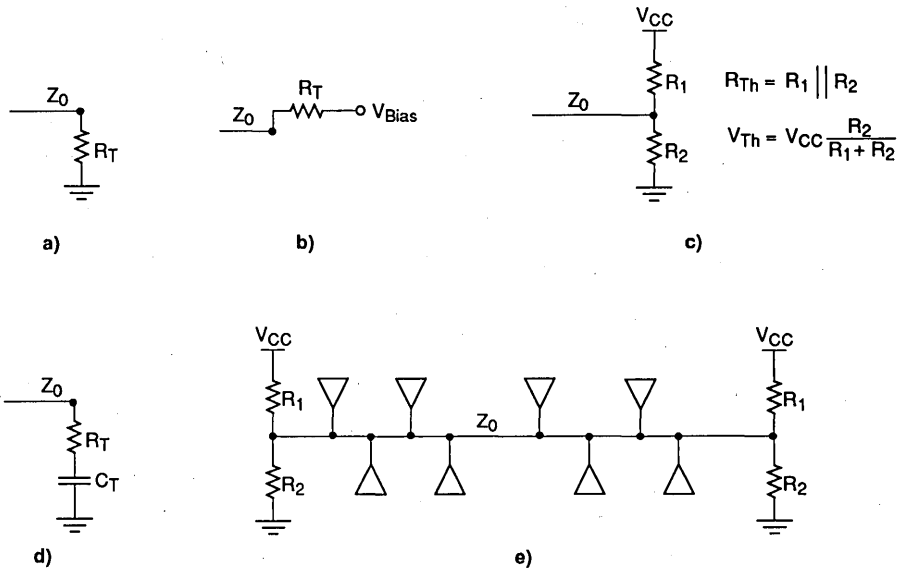 Z0
RT
a)
Z0
RT
VBias
b)
VCC
R1
Z0
R2
RTh = R1 || R2
VTh = VCC R2 / R1 + R2
c)
Z0
RT
CT
d)
VCC
R1
R2
Z0
VCC
R1
R2
e)